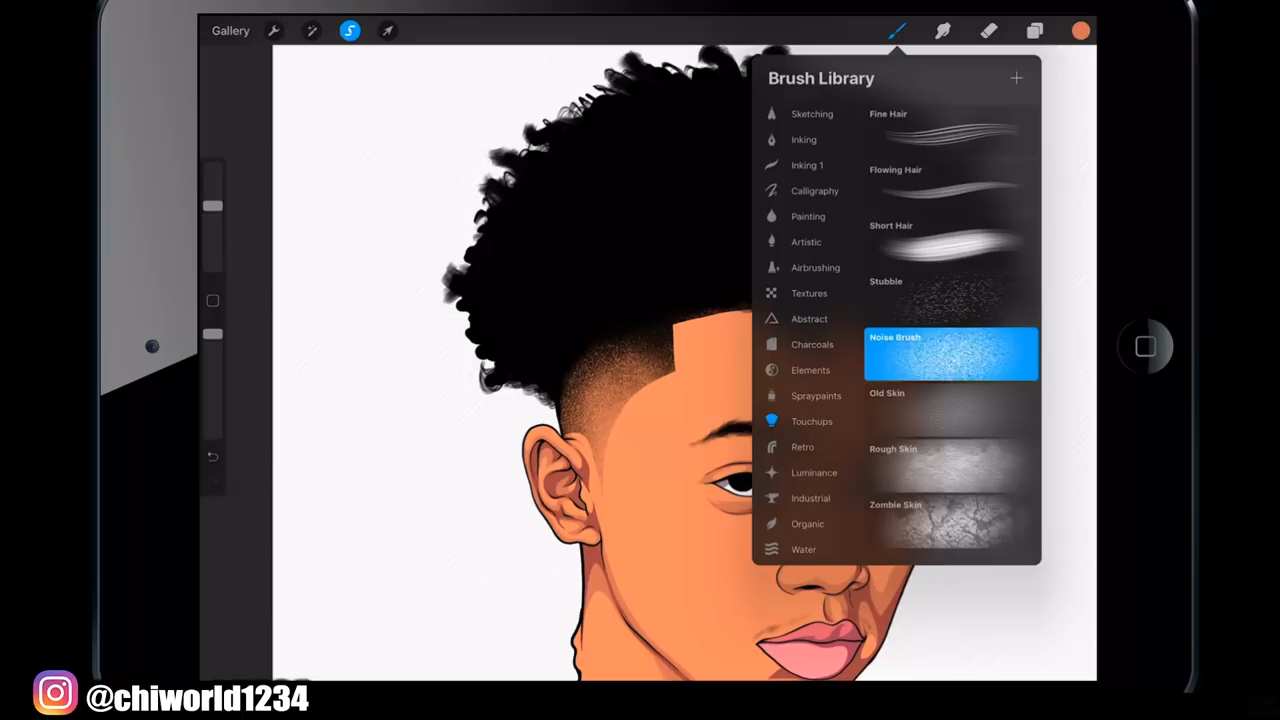 Gallery
Brush Library
Sketching
Inking
Inking 1
Calligraphy
Painting
Artistic
Airbrushing
Textures
Abstract
Charcoals
Elements
Spraypaints
Touchups
Retro
Luminance
Industrial
Organic
Water
Fine Hair
Flowing Hair
Short Hair
Stubble
Noise Brush
Old Skin
Rough Skin
Zombie Skin
@chiworld1234